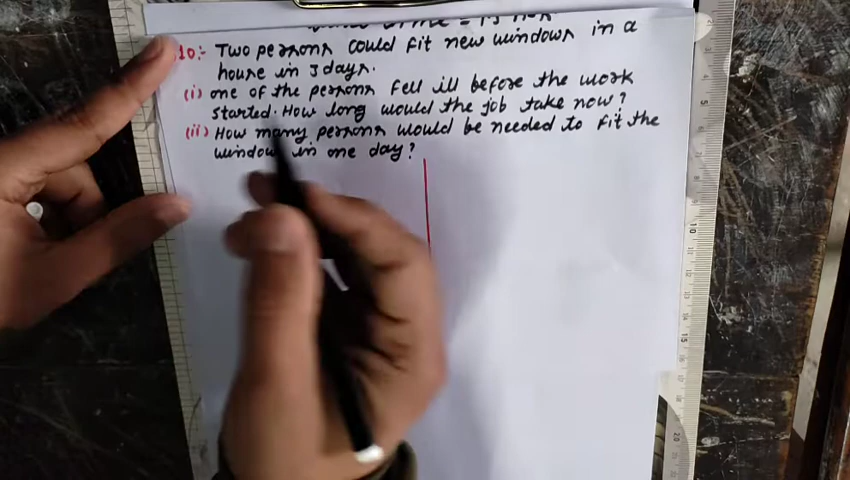 10:- Two persons could fit new windows in a
house in 3 days.
(i) one of the persons fell ill before the work
started. How long would the job take now?
(ii) How many persons would be needed to fit the
window in one day?